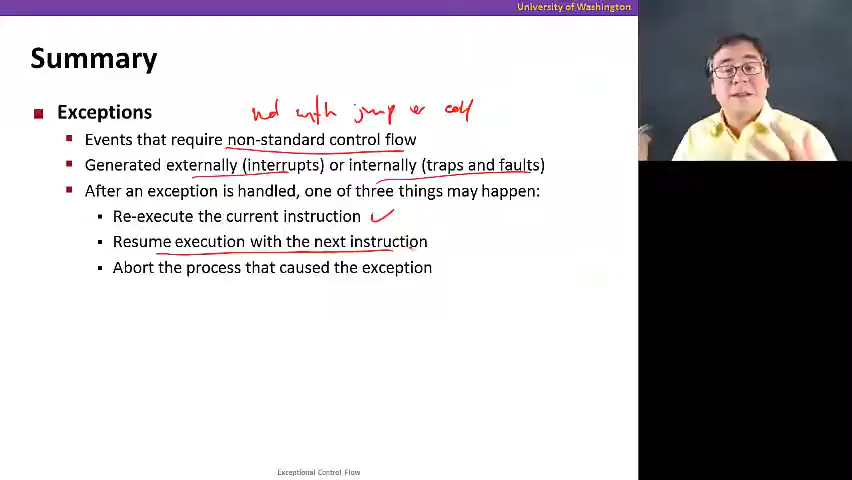 University of Washington
Summary
Exceptions
not with jump or call
Events that require non-standard control flow
Generated externally (interrupts) or internally (traps and faults)
After an exception is handled, one of three things may happen:
Re-execute the current instruction
Resume execution with the next instruction
Abort the process that caused the exception
Exceptional Control Flow